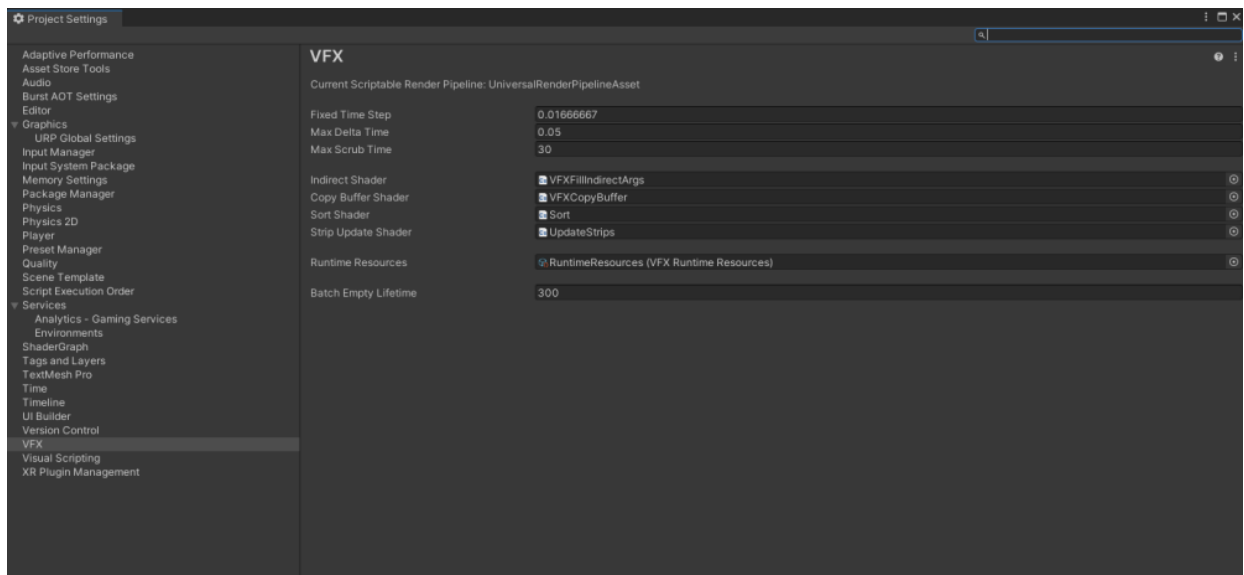 Project Settings
Adaptive Performance
Asset Store Tools
Audio
Burst AOT Settings
Editor
Graphics
URP Global Settings
Input Manager
Input System Package
Memory Settings
Package Manager
Physics
Physics 2D
Player
Preset Manager
Quality
Scene Template
Script Execution Order
Services
Analytics - Gaming Services
Environments
ShaderGraph
Tags and Layers
TextMesh Pro
Time
Timeline
UI Builder
Version Control
VFX
Visual Scripting
XR Plugin Management
VFX
Current Scriptable Render Pipeline: UniversalRenderPipelineAsset
Fixed Time Step 0.01666667
Max Delta Time 0.05
Max Scrub Time 30
Indirect Shader VFXFillIndirectArgs
Copy Buffer Shader VFXCopyBuffer
Sort Shader Sort
Strip Update Shader UpdateStrips
Runtime Resources RuntimeResources (VFX Runtime Resources)
Batch Empty Lifetime 300